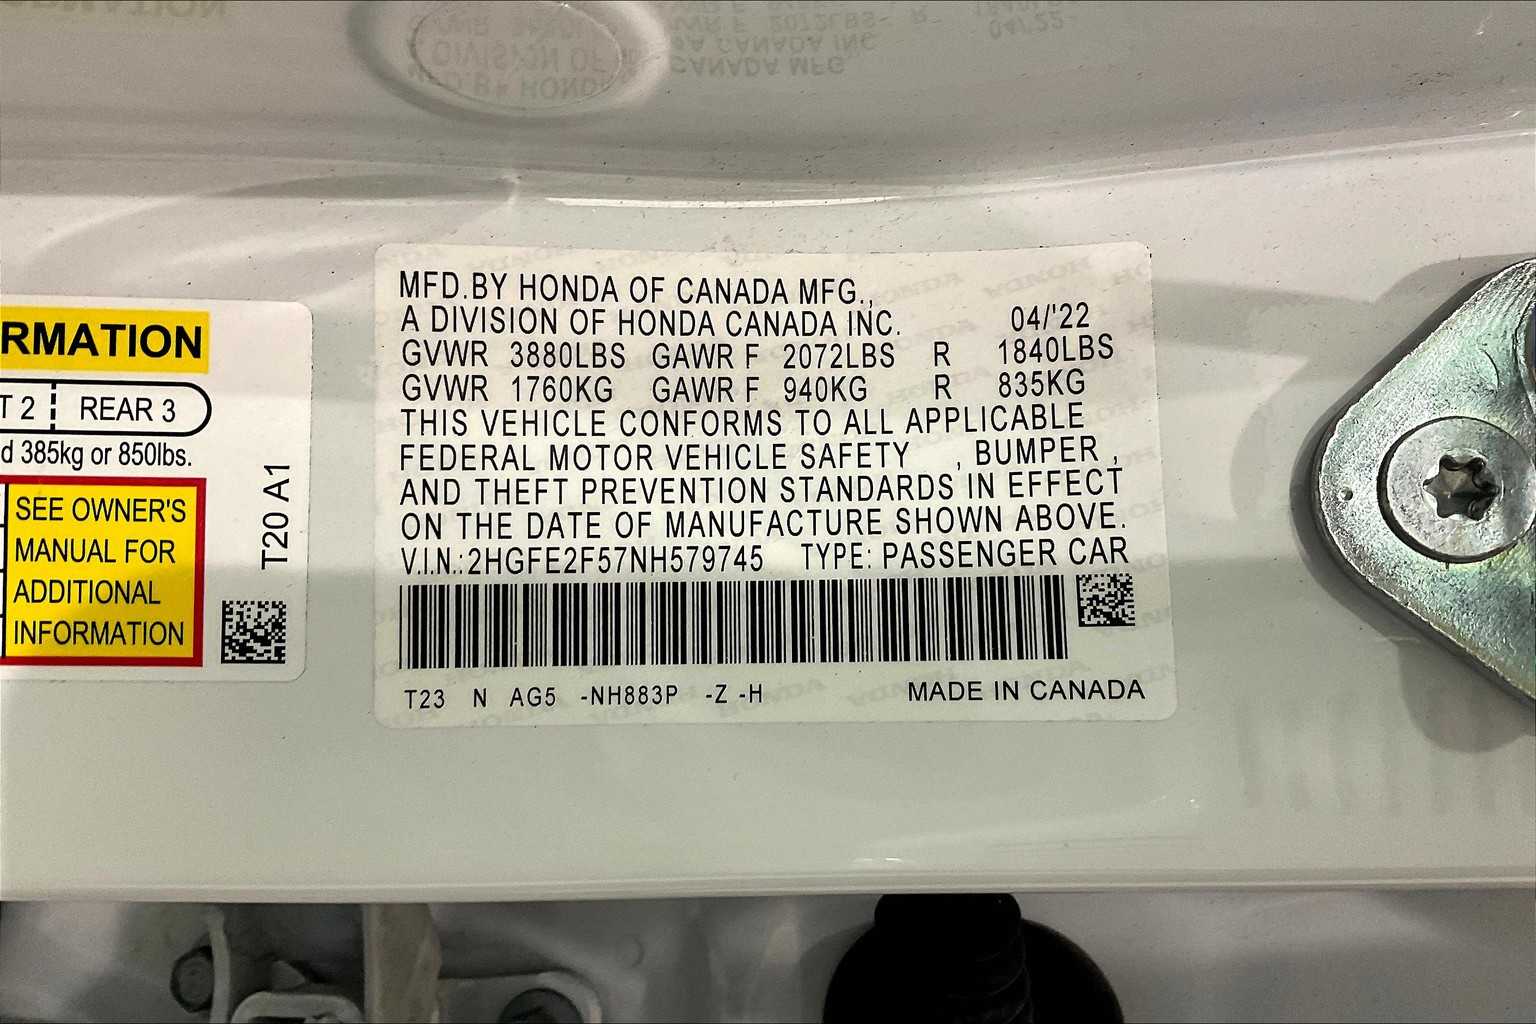 RMATION
T 2 REAR 3
d 385kg or 850lbs.
SEE OWNER'S
MANUAL FOR
ADDITIONAL
INFORMATION
T20 A1
MFD.BY HONDA OF CANADA MFG.,
A DIVISION OF HONDA CANADA INC. 04/'22
GVWR 3880LBS GAWR F 2072LBS R 1840LBS
GVWR 1760KG GAWR F 940KG R 835KG
THIS VEHICLE CONFORMS TO ALL APPLICABLE
FEDERAL MOTOR VEHICLE SAFETY , BUMPER ,
AND THEFT PREVENTION STANDARDS IN EFFECT
ON THE DATE OF MANUFACTURE SHOWN ABOVE.
V.I.N.:2HGFE2F57NH579745 TYPE: PASSENGER CAR
T23 N AG5 -NH883P -Z -H MADE IN CANADA